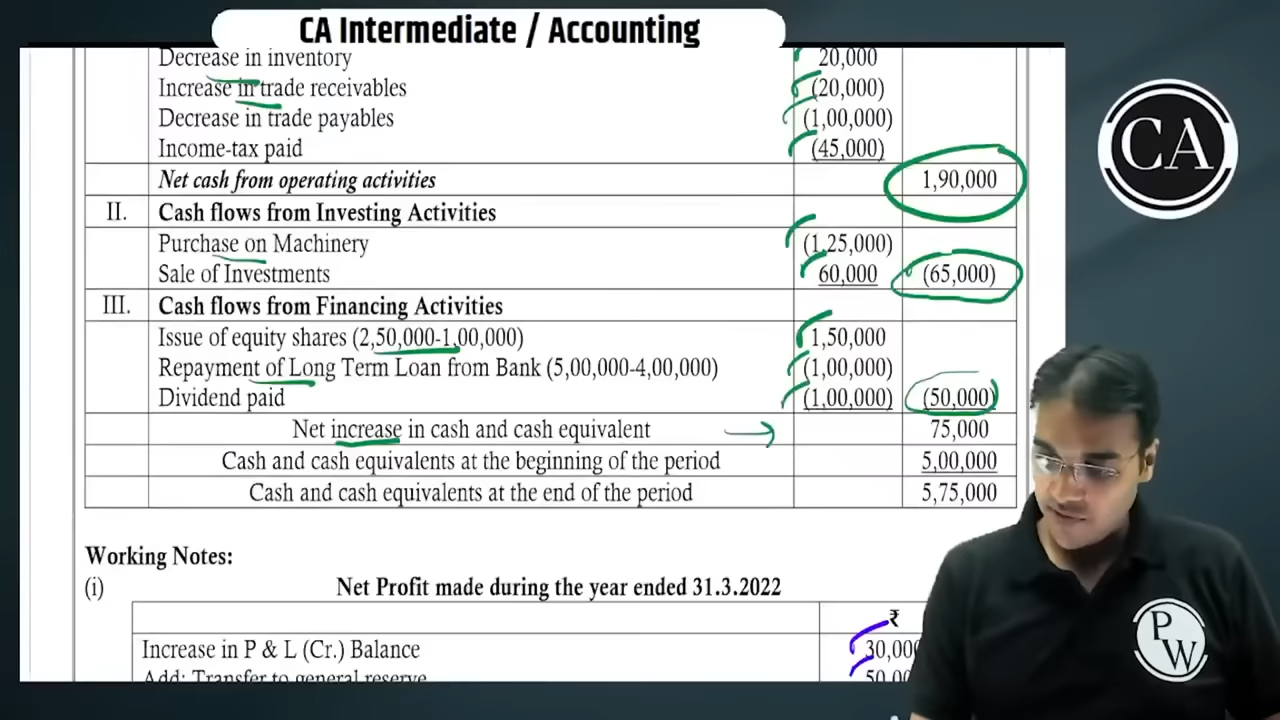 CA Intermediate / Accounting
Decrease in inventory 20,000
Increase in trade receivables (20,000)
Decrease in trade payables (1,00,000)
Income-tax paid (45,000)
Net cash from operating activities 1,90,000
II. Cash flows from Investing Activities
Purchase on Machinery (1,25,000)
Sale of Investments 60,000 (65,000)
III. Cash flows from Financing Activities
Issue of equity shares (2,50,000-1,00,000) 1,50,000
Repayment of Long Term Loan from Bank (5,00,000-4,00,000) (1,00,000)
Dividend paid (1,00,000) (50,000)
Net increase in cash and cash equivalent 75,000
Cash and cash equivalents at the beginning of the period 5,00,000
Cash and cash equivalents at the end of the period 5,75,000
Working Notes:
(i) Net Profit made during the year ended 31.3.2022
₹
Increase in P & L (Cr.) Balance 30,000
Add: Transfer to general reserve
CA
PW